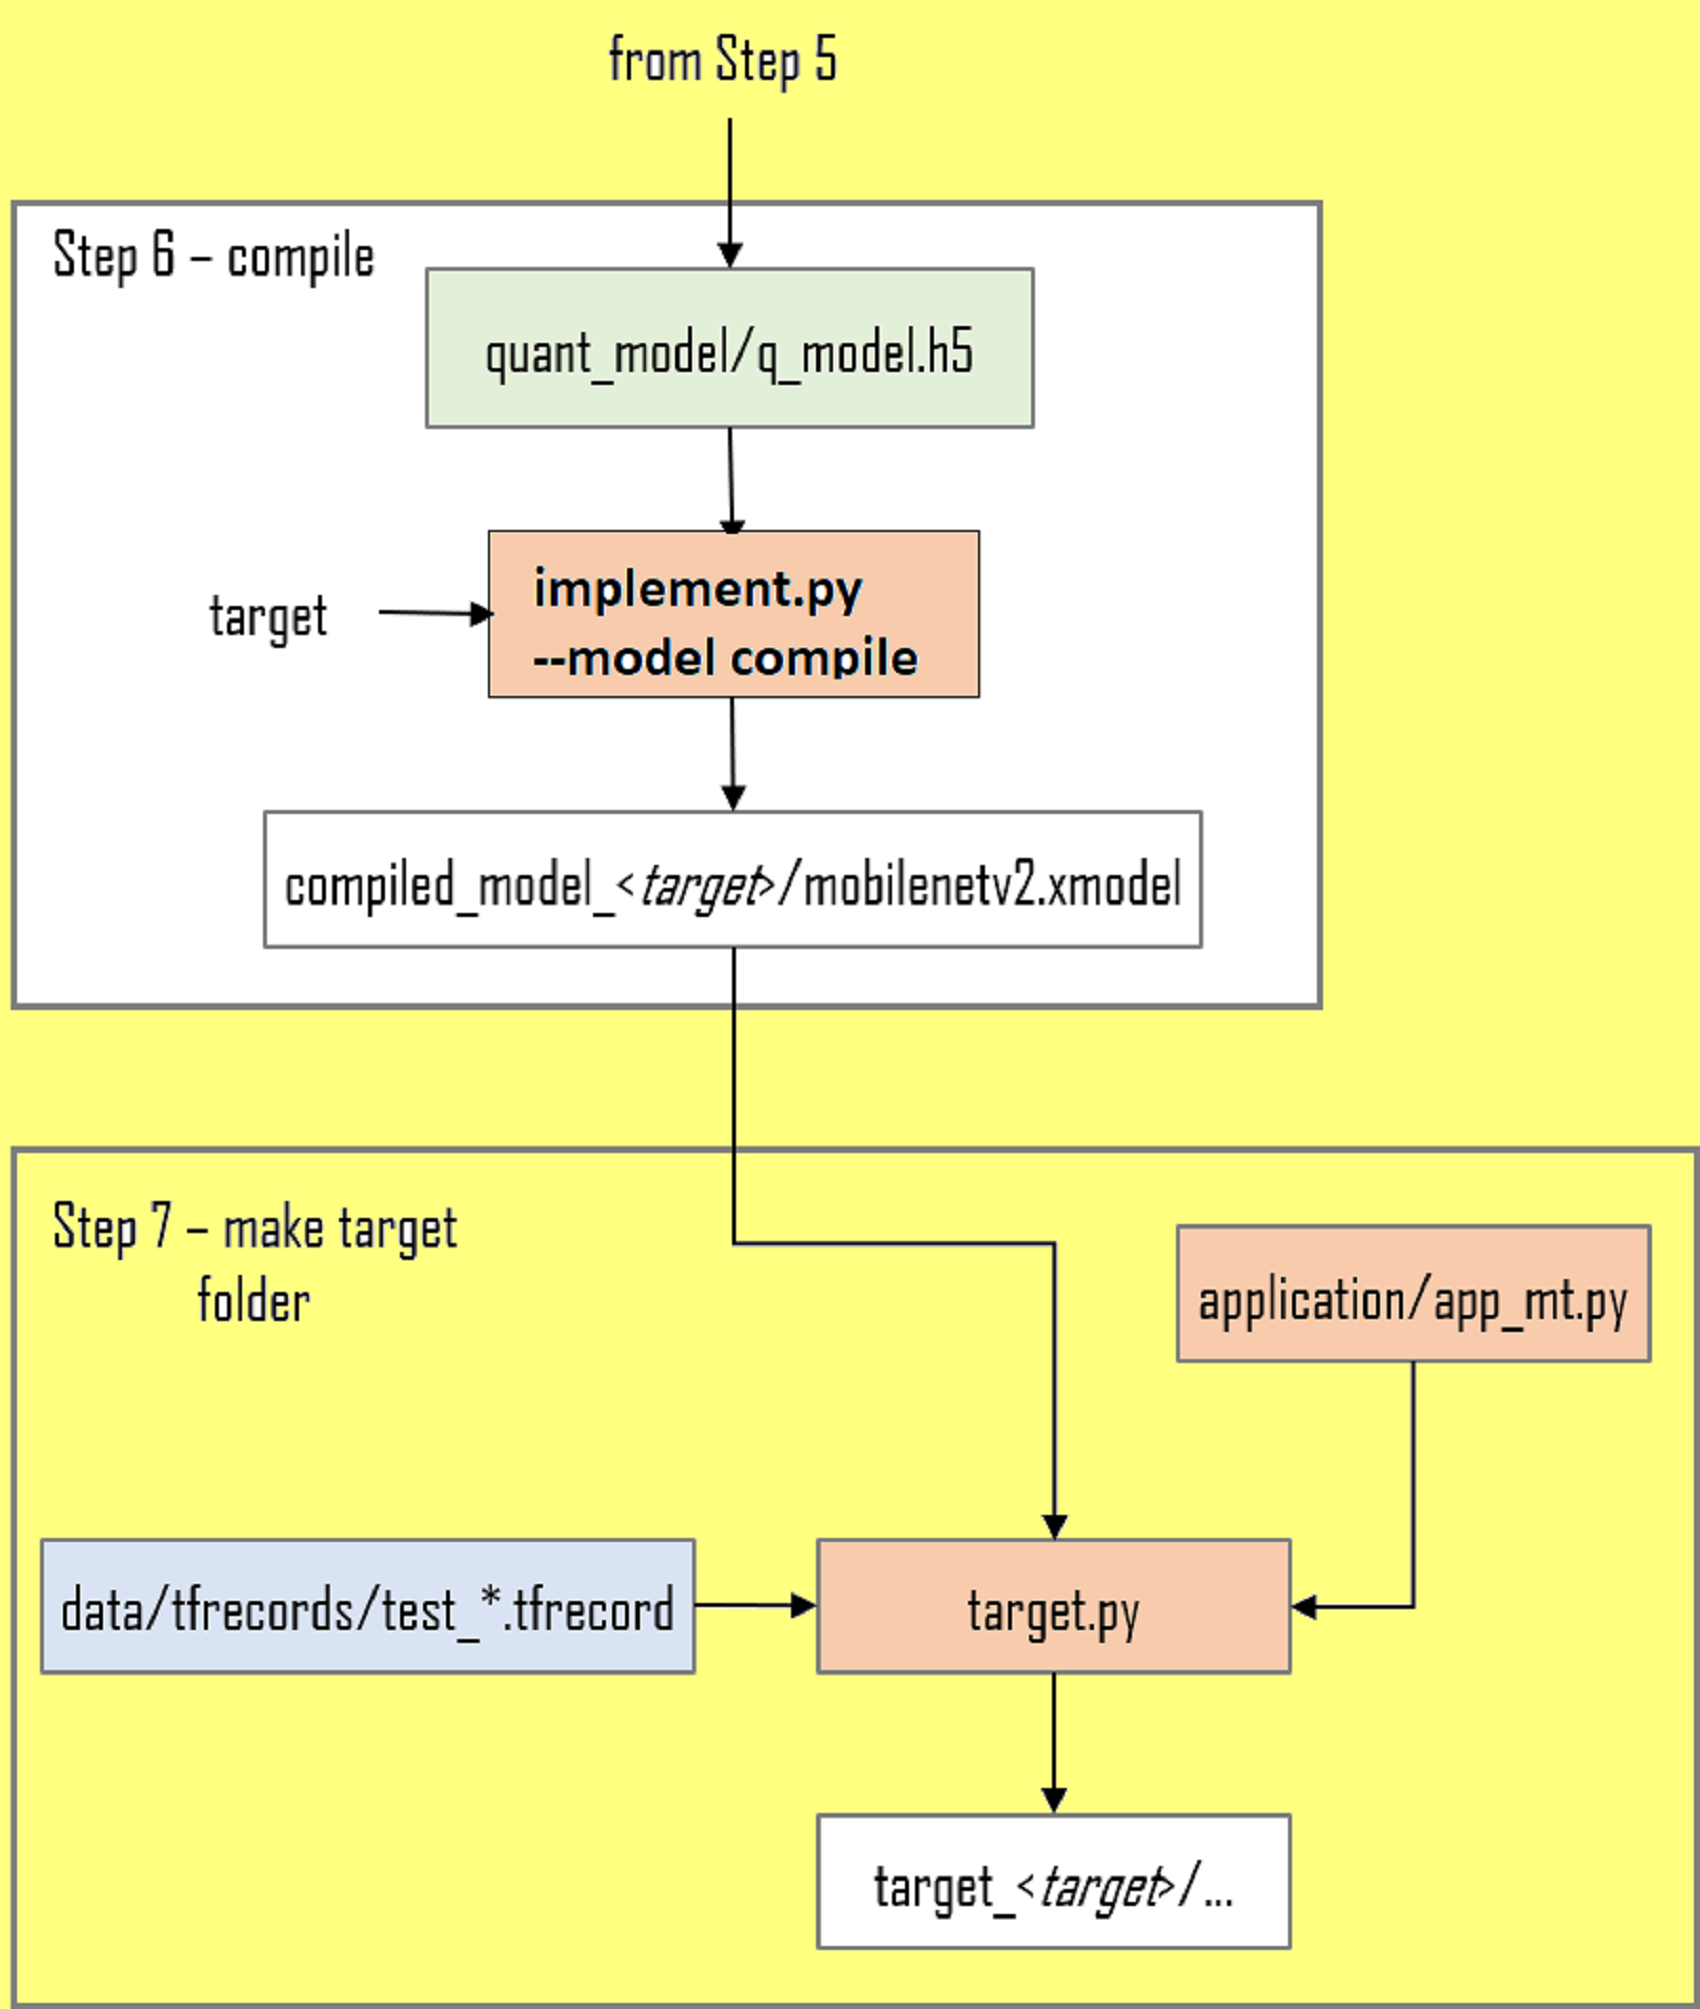 from Step 5
Step 6 – compile
quant_model/q_model.h5
target
implement.py
--model compile
compiled_model_<target>/mobilenetv2.xmodel
Step 7 – make target
folder
application/app_mt.py
data/tfrecords/test_*.tfrecord
target.py
target_<target>/...